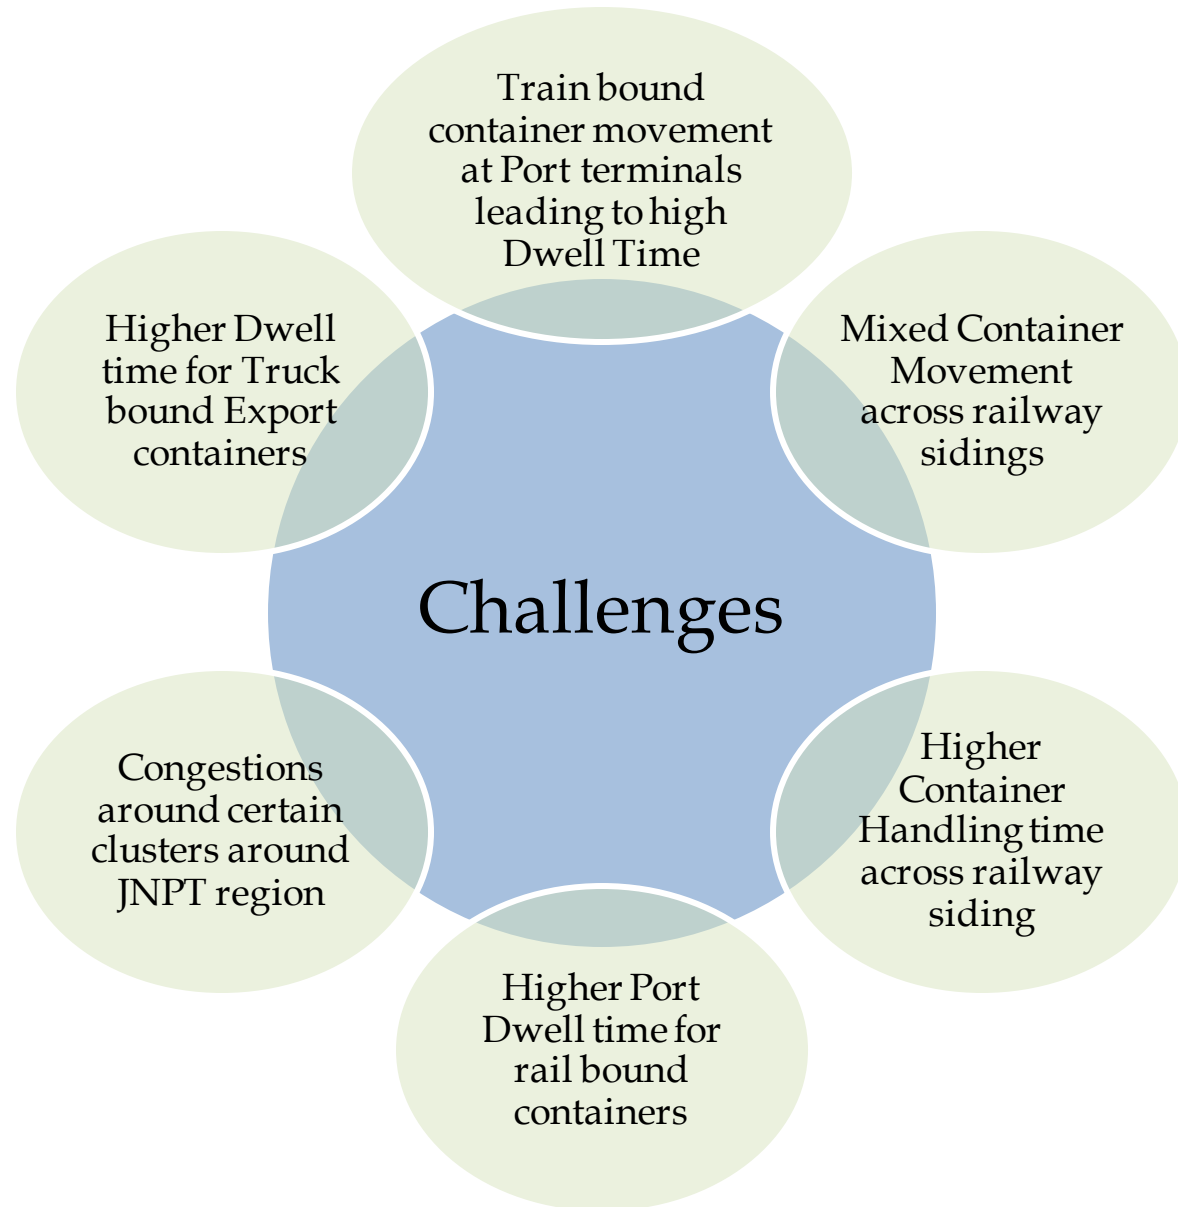 Train bound
container movement
at Port terminals
leading to high
Dwell Time
Mixed Container
Movement
across railway
sidings
Higher
Container
Handling time
across railway
siding
Higher Port
Dwell time for
rail bound
containers
Congestions
around certain
clusters around
JNPT region
Higher Dwell
time for Truck
bound Export
containers
Challenges